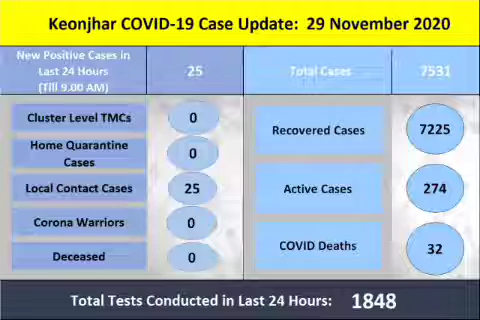 Keonjhar COVID-19 Case Update: 29 November 2020
New Positive Cases in
Last 24 Hours
(Till 9.00 AM)
25
Total Cases
7531
Cluster Level TMCs
0
Home Quarantine
Cases
0
Local Contact Cases
25
Corona Warriors
0
Deceased
0
Recovered Cases
7225
Active Cases
274
COVID Deaths
32
Total Tests Conducted in Last 24 Hours: 1848